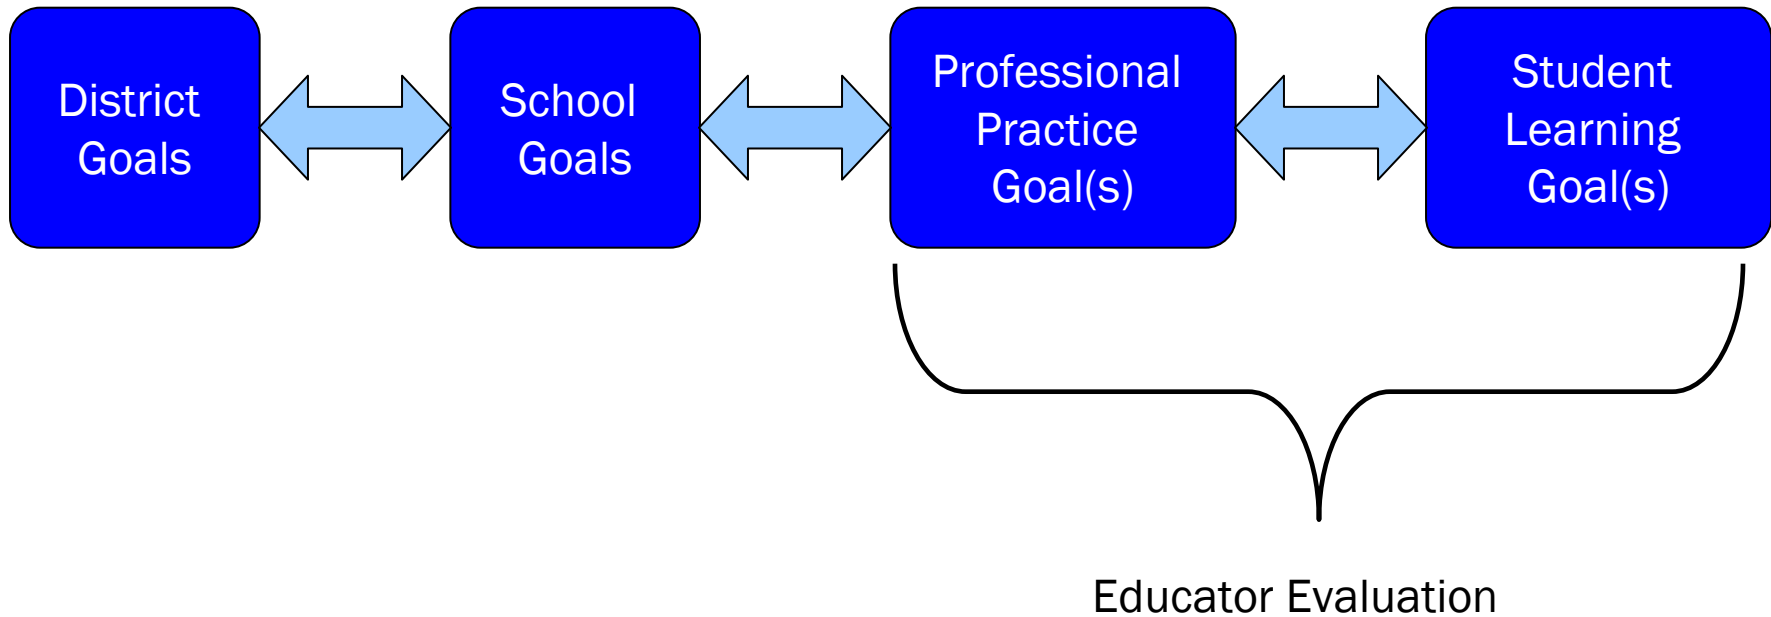 District
Goals
School
Goals
Professional
Practice
Goal(s)
Student
Learning
Goal(s)
Educator Evaluation